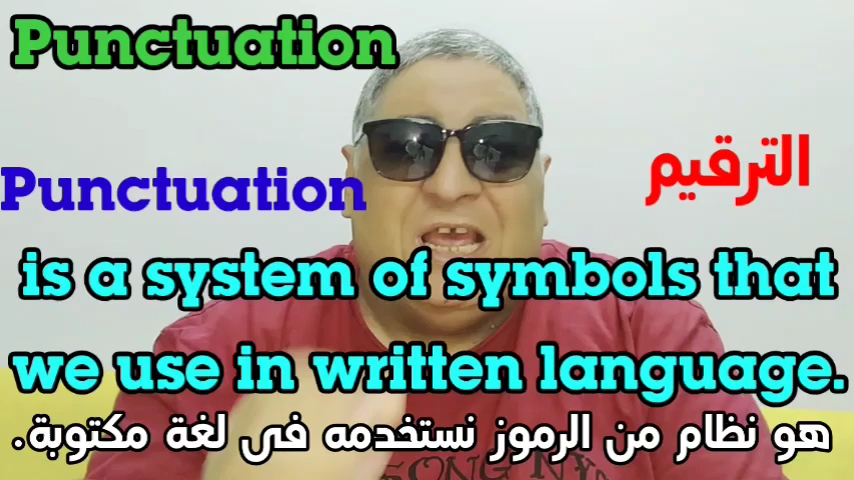 Punctuation
الترقيم
Punctuation
is a system of symbols that
we use in written language.
هو نظام من الرموز نستخدمه فى لغة مكتوبة.